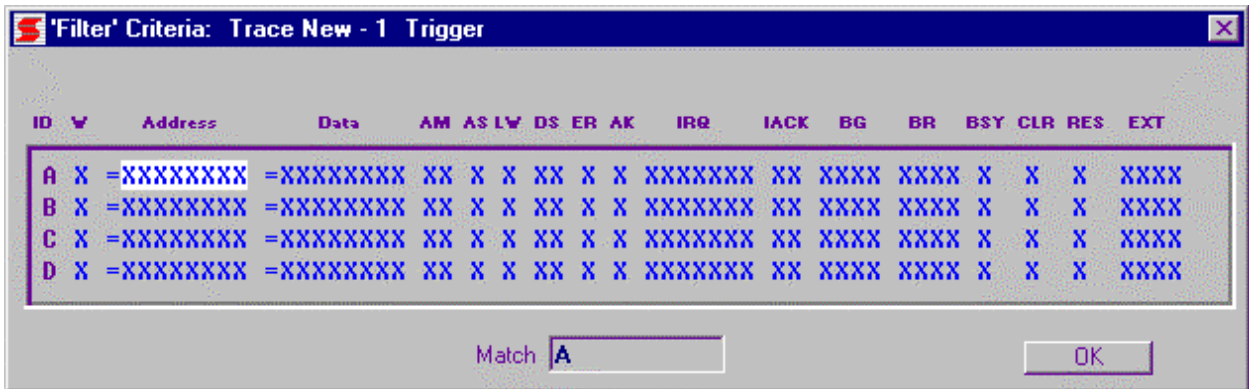 'Filter' Criteria: Trace New - 1 Trigger
ID W Address Data AM AS LW DS ER AK IRQ IACK BG BR BSY CLR RES EXT
A X =XXXXXXXX =XXXXXXXX XX X X XX X X XXXXXXX XX XXXX XXXX X X X XXXX
B X =XXXXXXXX =XXXXXXXX XX X X XX X X XXXXXXX XX XXXX XXXX X X X XXXX
C X =XXXXXXXX =XXXXXXXX XX X X XX X X XXXXXXX XX XXXX XXXX X X X XXXX
D X =XXXXXXXX =XXXXXXXX XX X X XX X X XXXXXXX XX XXXX XXXX X X X XXXX
Match A OK